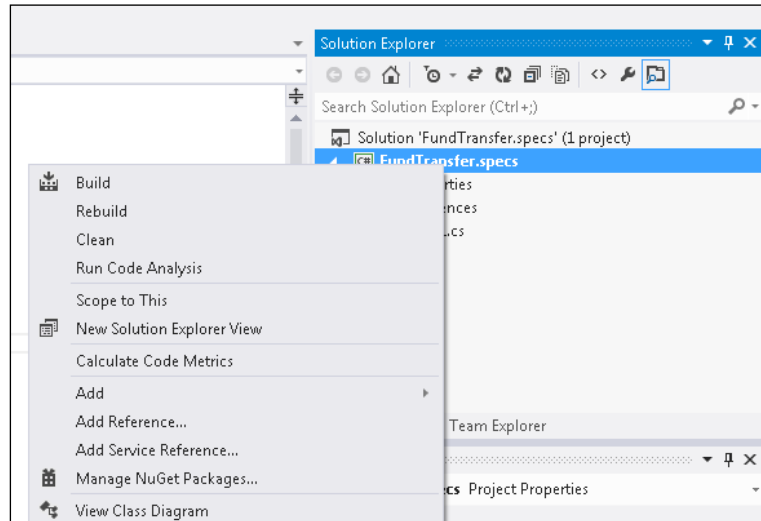 Solution Explorer
Search Solution Explorer (Ctrl+;)
Solution 'FundTransfer.specs' (1 project)
C# FundTransfer.specs
rties
ences
.cs
Build
Rebuild
Clean
Run Code Analysis
Scope to This
New Solution Explorer View
Calculate Code Metrics
Add
Add Reference...
Add Service Reference...
Manage NuGet Packages...
View Class Diagram
Team Explorer
cs Project Properties